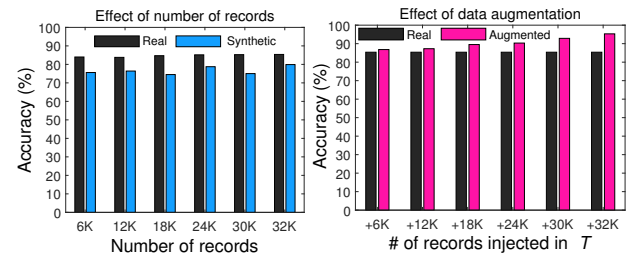 Effect of number of records
Real Synthetic
Accuracy (%)
100
90
80
70
60
50
40
30
20
10
0
6K 12K 18K 24K 30K 32K
Number of records
Effect of data augmentation
Real Augmented
Accuracy (%)
100
90
80
70
60
50
40
30
20
10
0
+6K +12K +18K +24K +30K +32K
# of records injected in T